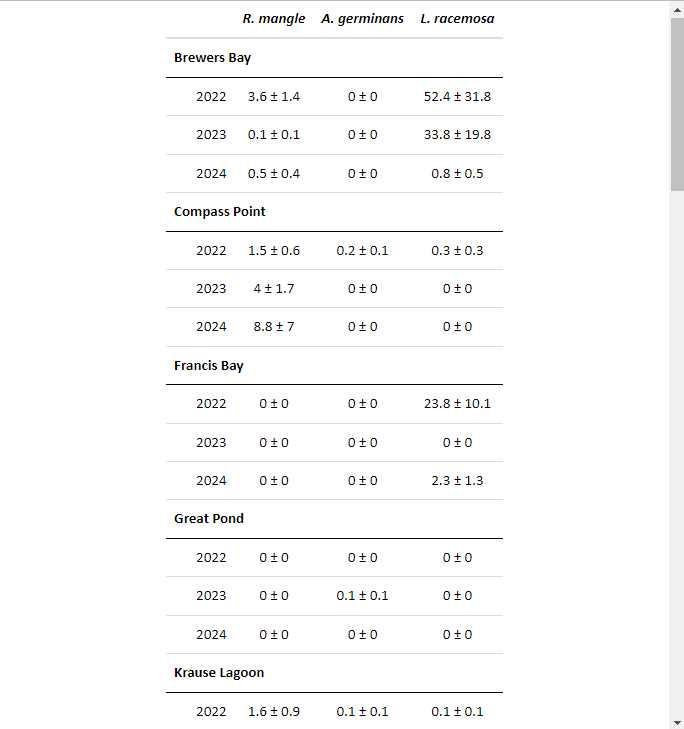 R. mangle A. germinans L. racemosa
Brewers Bay
2022 3.6 ± 1.4 0 ± 0 52.4 ± 31.8
2023 0.1 ± 0.1 0 ± 0 33.8 ± 19.8
2024 0.5 ± 0.4 0 ± 0 0.8 ± 0.5
Compass Point
2022 1.5 ± 0.6 0.2 ± 0.1 0.3 ± 0.3
2023 4 ± 1.7 0 ± 0 0 ± 0
2024 8.8 ± 7 0 ± 0 0 ± 0
Francis Bay
2022 0 ± 0 0 ± 0 23.8 ± 10.1
2023 0 ± 0 0 ± 0 0 ± 0
2024 0 ± 0 0 ± 0 2.3 ± 1.3
Great Pond
2022 0 ± 0 0 ± 0 0 ± 0
2023 0 ± 0 0.1 ± 0.1 0 ± 0
2024 0 ± 0 0 ± 0 0 ± 0
Krause Lagoon
2022 1.6 ± 0.9 0.1 ± 0.1 0.1 ± 0.1